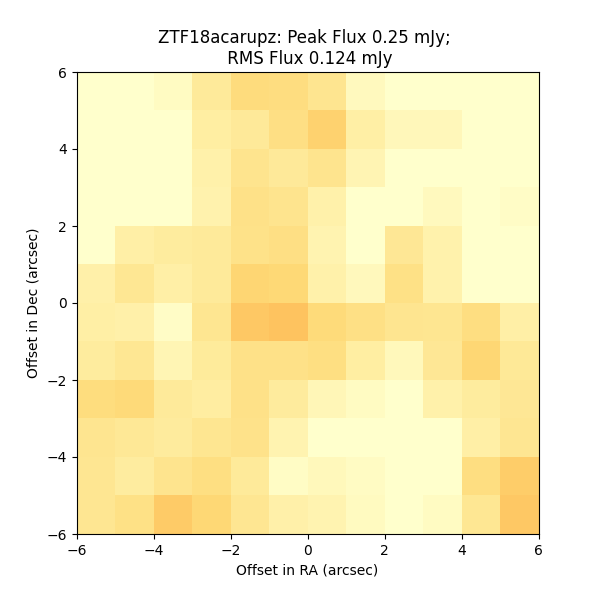 ZTF18acarupz: Peak Flux 0.25 mJy;
RMS Flux 0.124 mJy
6
4
2
0
−2
−4
−6
Offset in Dec (arcsec)
−6 −4 −2 0 2 4 6
Offset in RA (arcsec)